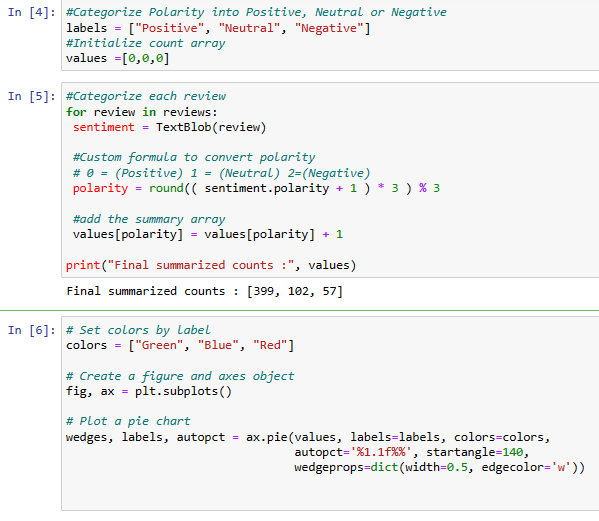 In [4]: #Categorize Polarity into Positive, Neutral or Negative
labels = ["Positive", "Neutral", "Negative"]
#Initialize count array
values =[0,0,0]
In [5]: #Categorize each review
for review in reviews:
 sentiment = TextBlob(review)
 #Custom formula to convert polarity
 # 0 = (Positive) 1 = (Neutral) 2=(Negative)
 polarity = round(( sentiment.polarity + 1 ) * 3 ) % 3
 #add the summary array
 values[polarity] = values[polarity] + 1
print("Final summarized counts :", values)
Final summarized counts : [399, 102, 57]
In [6]: # Set colors by label
colors = ["Green", "Blue", "Red"]
# Create a figure and axes object
fig, ax = plt.subplots()
# Plot a pie chart
wedges, labels, autopct = ax.pie(values, labels=labels, colors=colors,
                                 autopct='%1.1f%%', startangle=140,
                                 wedgeprops=dict(width=0.5, edgecolor='w'))